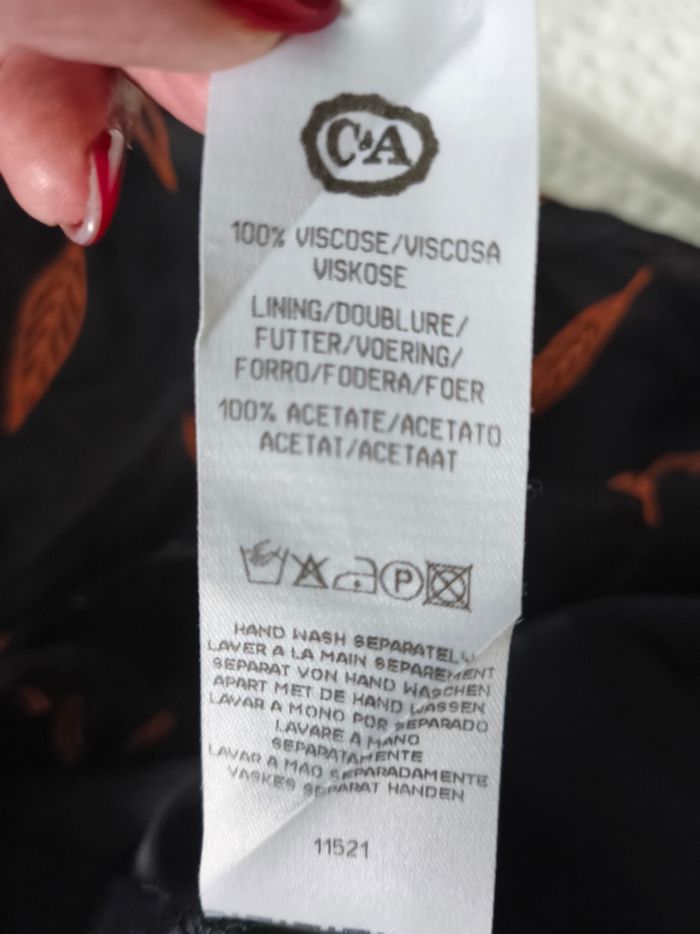 C&A
100% VISCOSE/VISCOSA
VISKOSE
LINING/DOUBLURE/
FUTTER/VOERING/
FORRO/FODERA/FOER
100% ACETATE/ACETATO
ACETAT/ACETAAT
P
HAND WASH SEPARATELY
LAVER A LA MAIN SEPAREMENT
SEPARAT VON HAND WASCHEN
APART MET DE HAND WASSEN
LAVAR A MONO POR SEPARADO
LAVARE A MANO
SEPARATAMENTE
LAVAR A MAO SEPARADAMENTE
VASKES SEPARAT HANDEN
11521